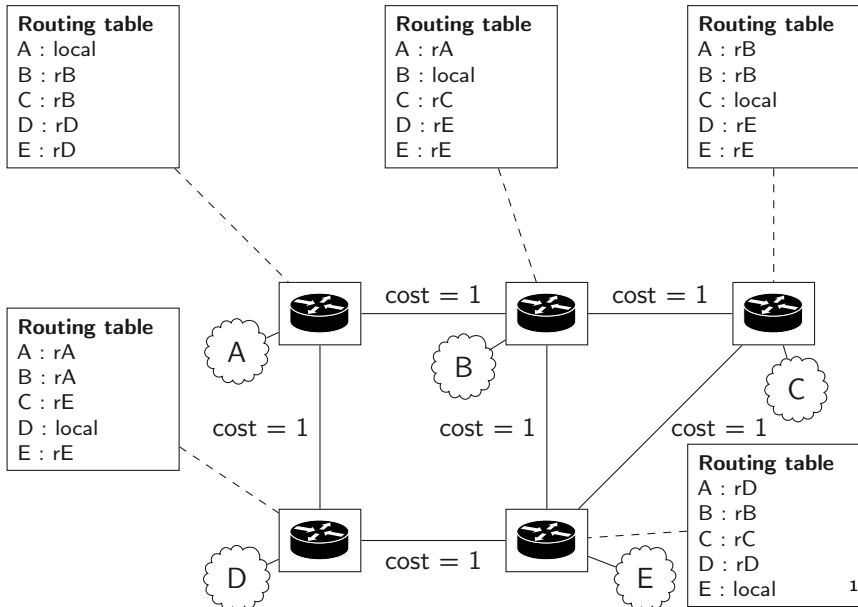 Routing table
A : local
B : rB
C : rB
D : rD
E : rD
Routing table
A : rA
B : local
C : rC
D : rE
E : rE
Routing table
A : rB
B : rB
C : local
D : rE
E : rE
cost = 1
cost = 1
Routing table
A : rA
B : rA
C : rE
D : local
E : rE
A
B
C
cost = 1
cost = 1
cost = 1
Routing table
A : rD
B : rB
C : rC
D : rD
E : local
D
cost = 1
E
1